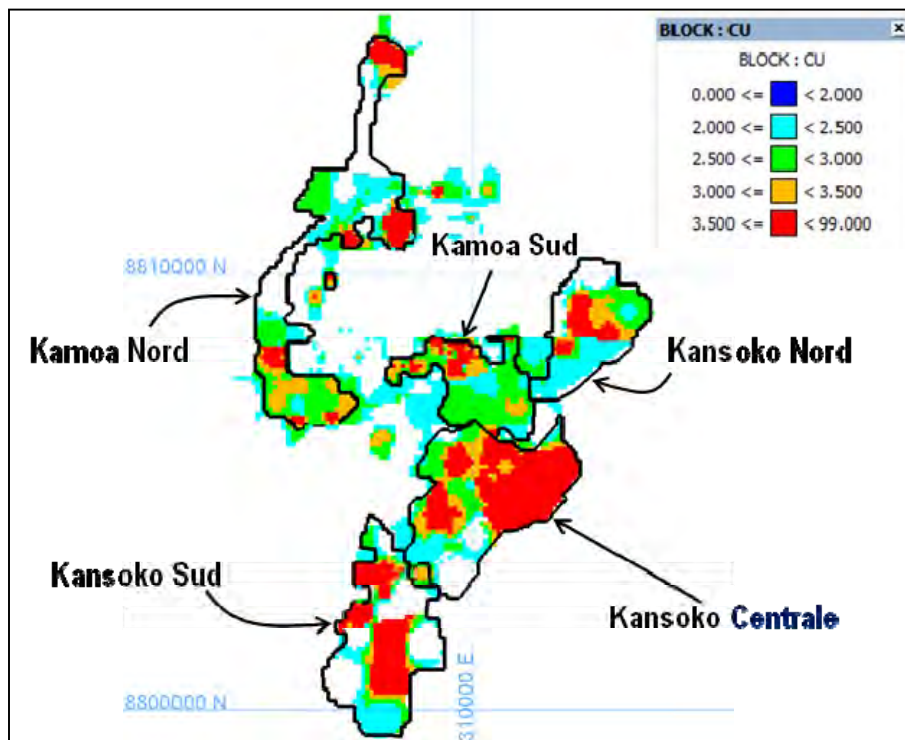 BLOCK : CU
BLOCK : CU
0.000 <= < 2.000
2.000 <= < 2.500
2.500 <= < 3.000
3.000 <= < 3.500
3.500 <= < 99.000
Kamoa Sud
8810000 N
Kamoa Nord
Kansoko Nord
Kansoko Sud
Kansoko Centrale
8800000 N
310000 E